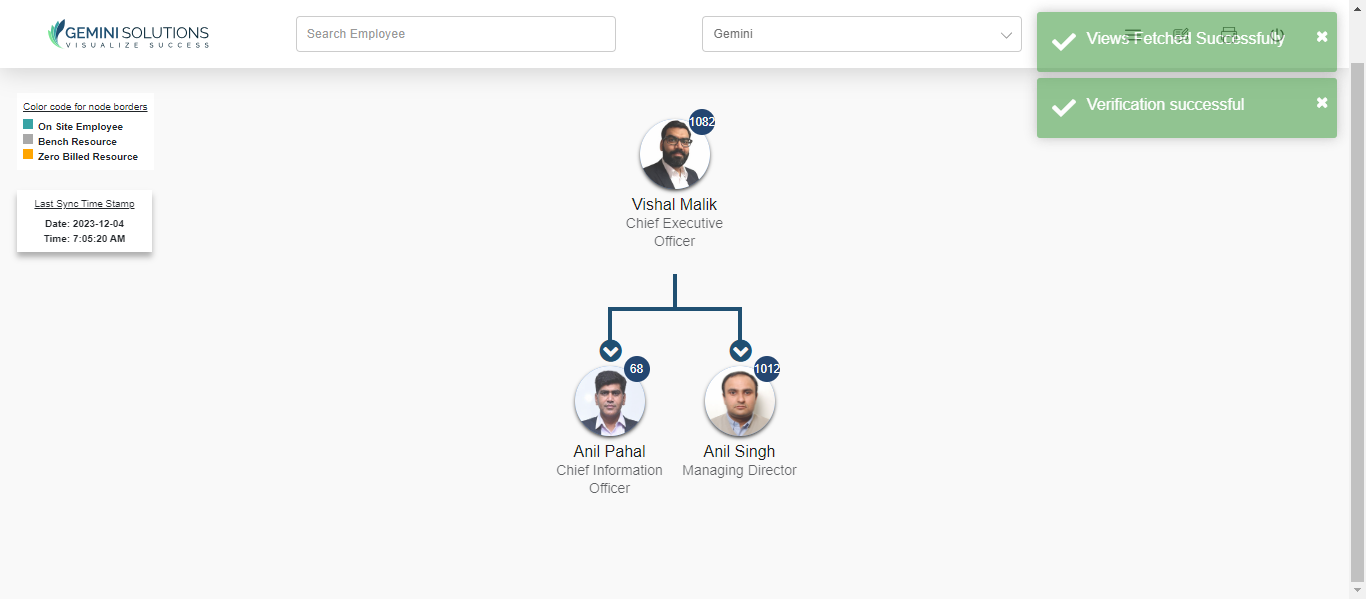 GEMINI SOLUTIONS
VISUALIZE SUCCESS
Search Employee
Gemini
Views Fetched Successfully
Verification successful
Color code for node borders
On Site Employee
Bench Resource
Zero Billed Resource
Last Sync Time Stamp
Date: 2023-12-04
Time: 7:05:20 AM
1082
Vishal Malik
Chief Executive
Officer
68
Anil Pahal
Chief Information
Officer
1012
Anil Singh
Managing Director